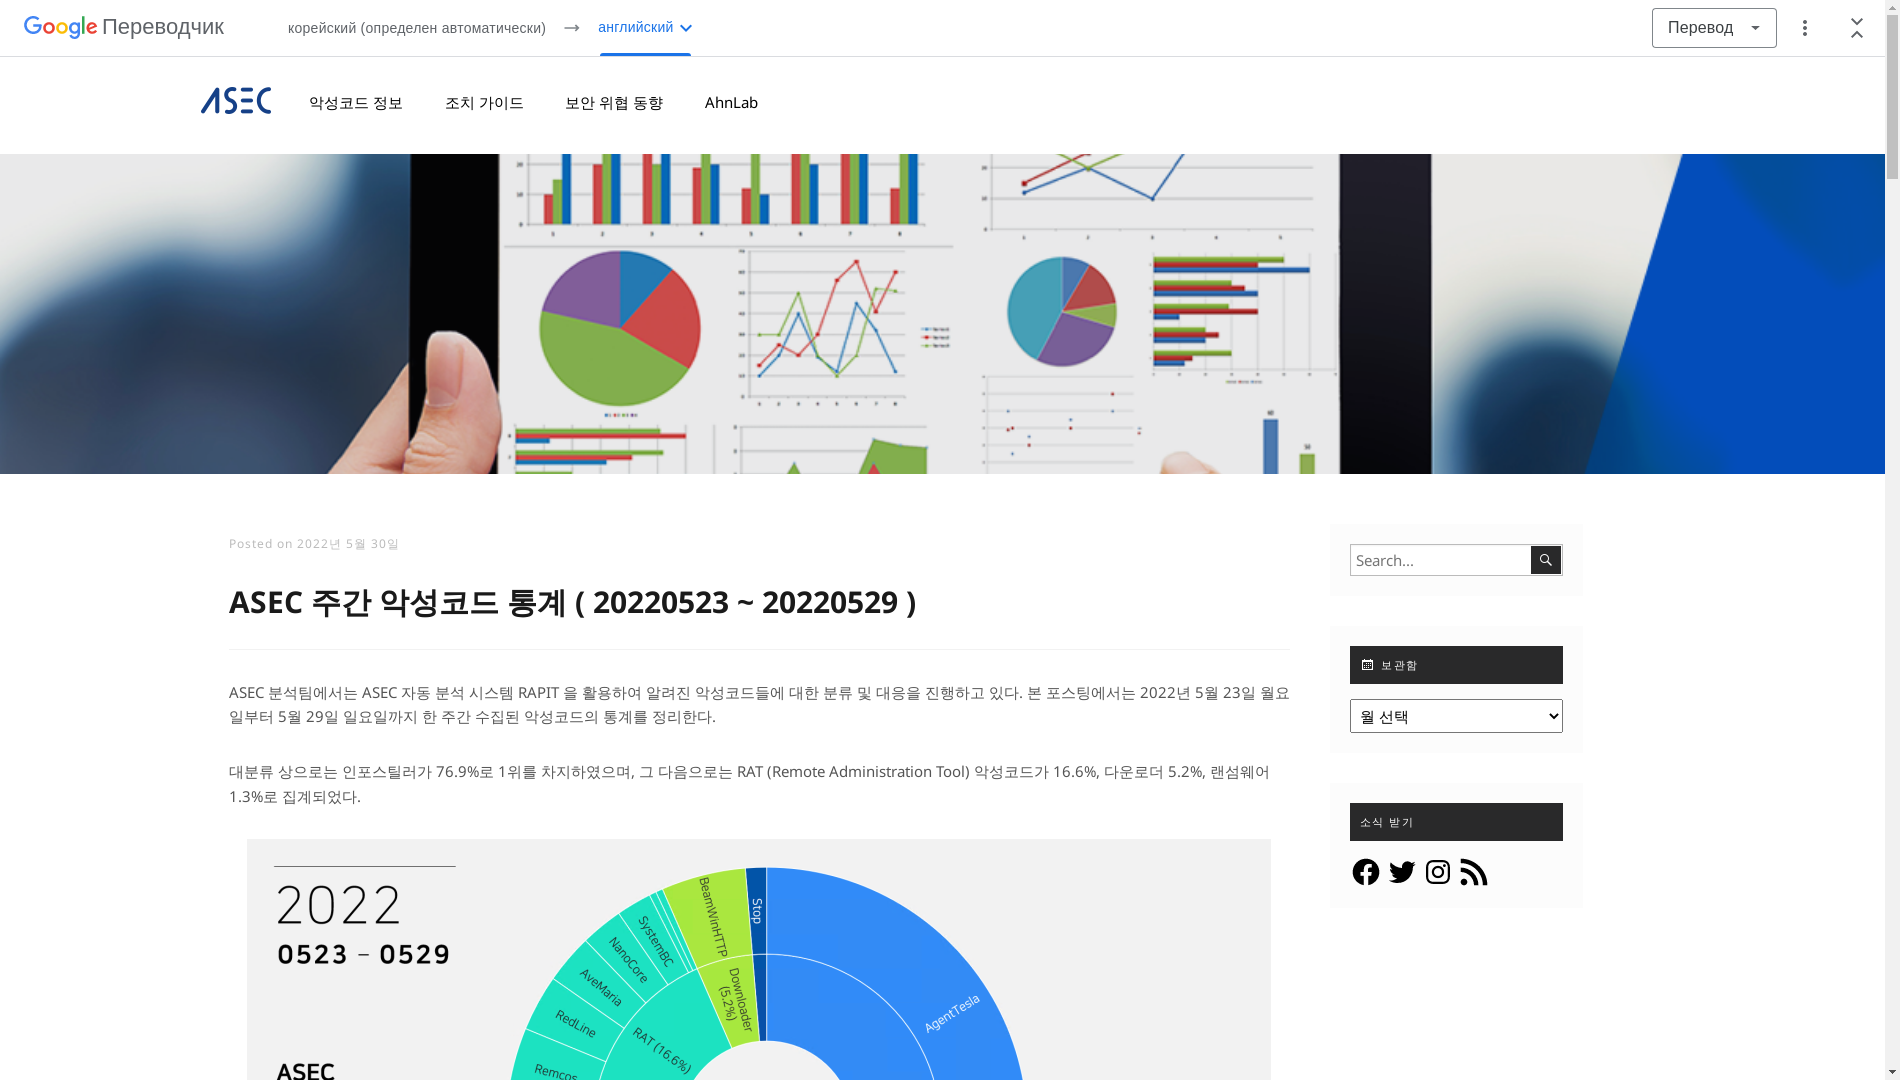 Google Переводчик
корейский (определен автоматически) → английский
Перевод
ASEC
악성코드 정보
조치 가이드
보안 위협 동향
AhnLab
Posted on 2022년 5월 30일
ASEC 주간 악성코드 통계 ( 20220523 ~ 20220529 )
ASEC 분석팀에서는 ASEC 자동 분석 시스템 RAPIT 을 활용하여 알려진 악성코드들에 대한 분류 및 대응을 진행하고 있다. 본 포스팅에서는 2022년 5월 23일 월요
일부터 5월 29일 일요일까지 한 주간 수집된 악성코드의 통계를 정리한다.
대분류 상으로는 인포스틸러가 76.9%로 1위를 차지하였으며, 그 다음으로는 RAT (Remote Administration Tool) 악성코드가 16.6%, 다운로더 5.2%, 랜섬웨어
1.3%로 집계되었다.
2022
0523 – 0529
ASEC
Stop
BeamWinHTTP
SystemBC
NanoCore
AveMaria
RedLine
Remcos
Downloader
(5.2%)
RAT (16.6%)
AgentTesla
Search...
보관함
월 선택
소식 받기